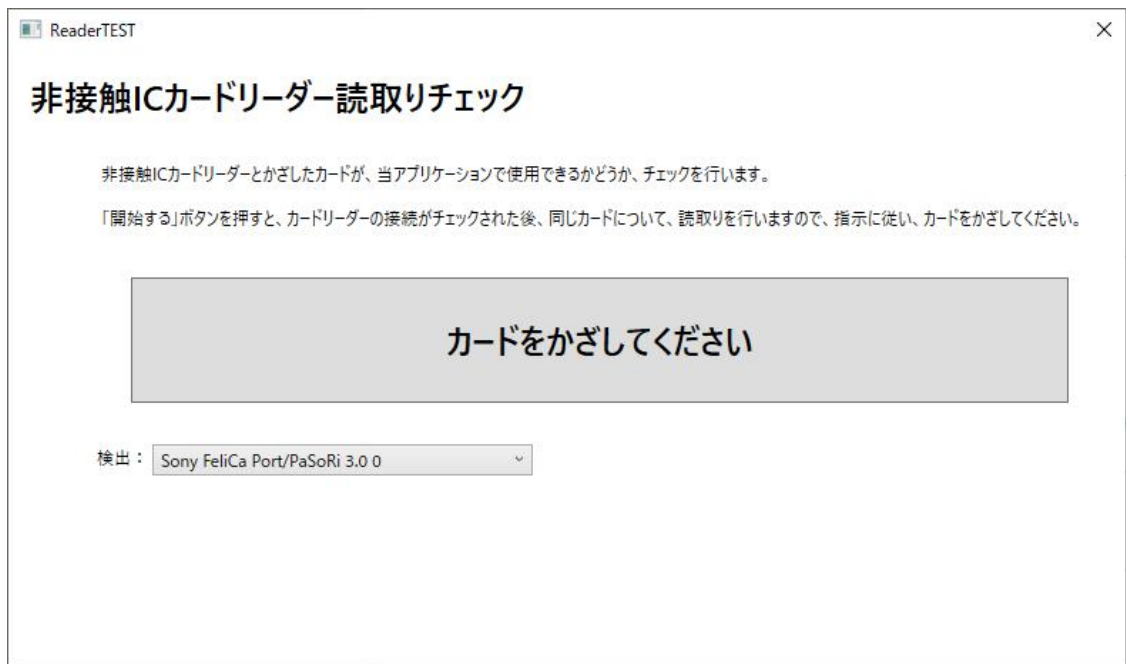 ReaderTEST
非接触ICカードリーダー読取りチェック
非接触ICカードリーダーとかざしたカードが、当アプリケーションで使用できるかどうか、チェックを行います。
「開始する」ボタンを押すと、カードリーダーの接続がチェックされた後、同じカードについて、読取りを行いますので、指示に従い、カードをかざしてください。
カードをかざしてください
検出： Sony FeliCa Port/PaSoRi 3.0 0